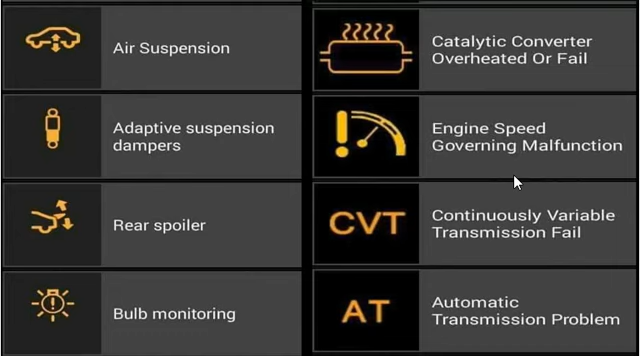 Air Suspension
Adaptive suspension
dampers
Rear spoiler
Bulb monitoring
Catalytic Converter
Overheated Or Fail
Engine Speed
Governing Malfunction
CVT
Continuously Variable
Transmission Fail
AT
Automatic
Transmission Problem